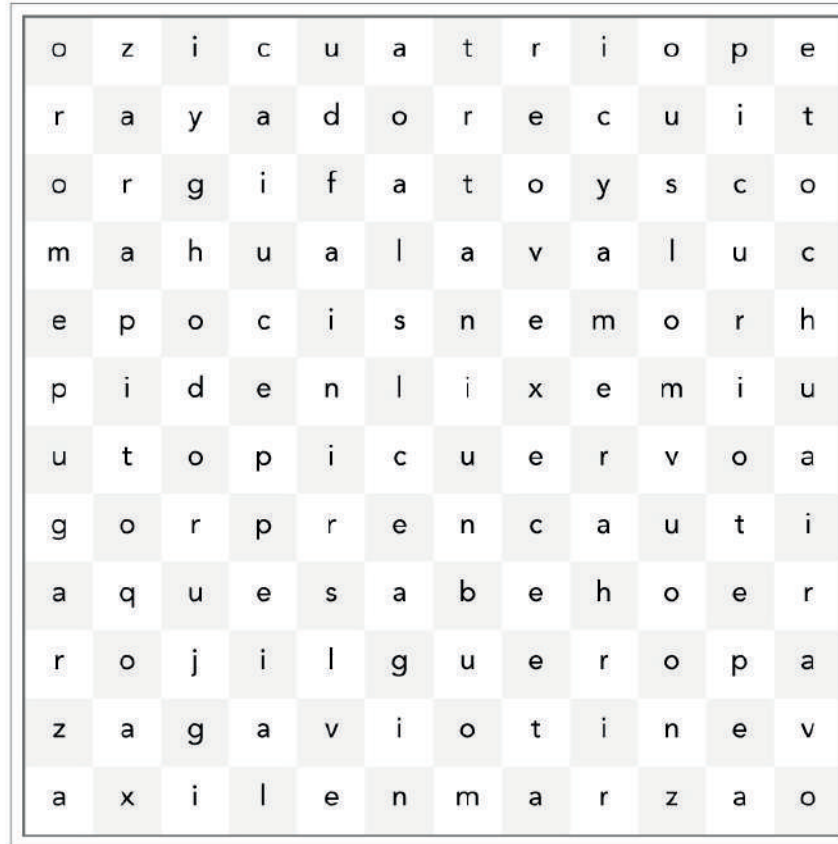 o z i c u a t r i o p e
r a y a d o r e c u i t
o r g i f a t o y s c o
m a h u a l a v a l u c
e p o c i s n e m o r h
p i d e n l i x e m i u
u t o p i c u e r v o a
g o r p r e n c a u t i
a q u e s a b e h o e r
r o j i l g u e r o p a
z a g a v i o t i n e v
a x i l e n m a r z a o